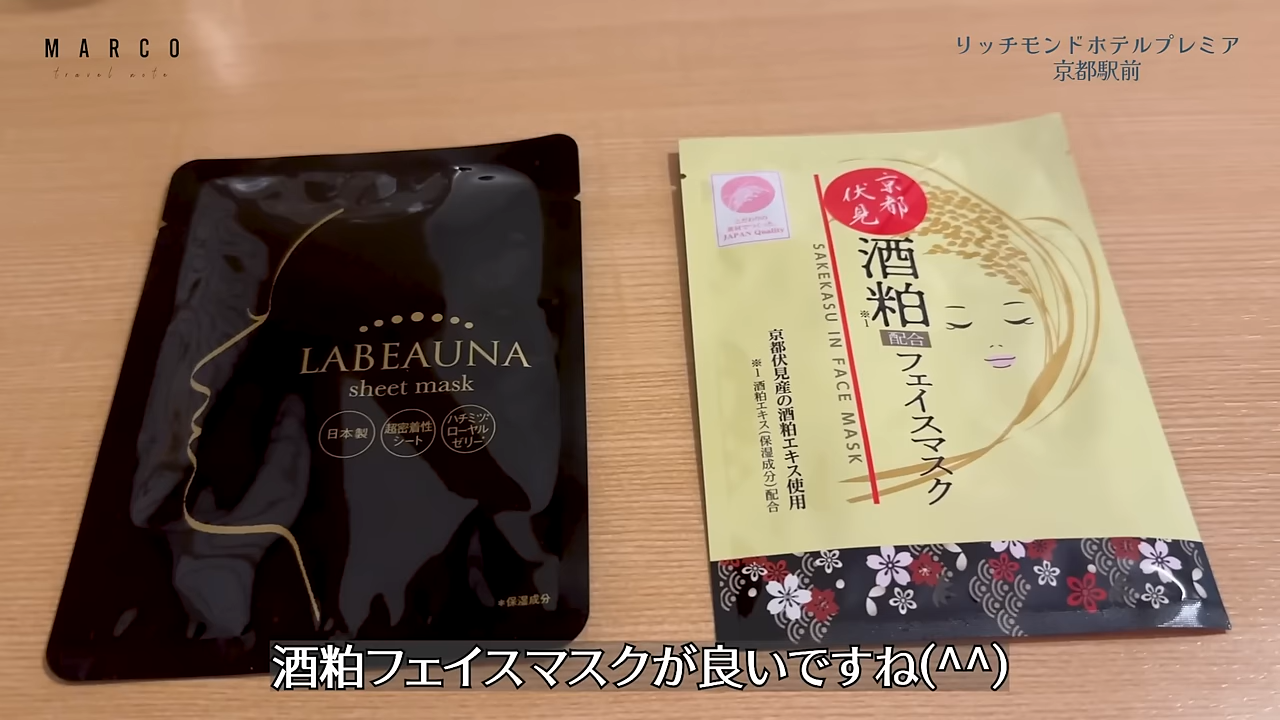 MARCO
travel note
リッチモンドホテルプレミア
京都駅前
LABEAUNA
sheet mask
日本製
超密着性
シート
ハチミツ*
ローヤル
ゼリー*
*保湿成分
JAPAN Quality
京都
伏見
酒粕
※1
配合
フェイスマスク
SAKEKASU IN FACE MASK
京都伏見産の酒粕エキス使用
※1 酒粕エキス(保湿成分)配合
酒粕フェイスマスクが良いですね(^^)